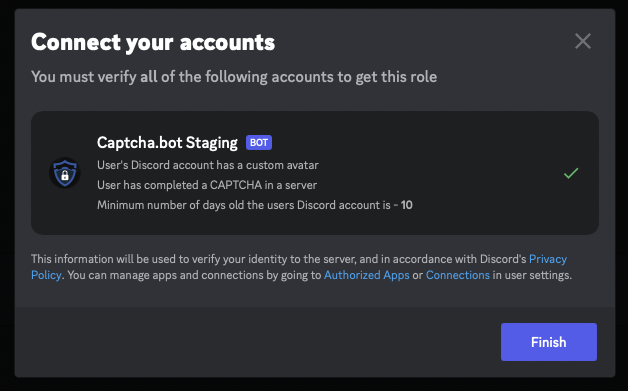 Connect your accounts
You must verify all of the following accounts to get this role
Captcha.bot Staging BOT
User's Discord account has a custom avatar
User has completed a CAPTCHA in a server
Minimum number of days old the users Discord account is - 10
This information will be used to verify your identity to the server, and in accordance with Discord's Privacy
Policy. You can manage apps and connections by going to Authorized Apps or Connections in user settings.
Finish